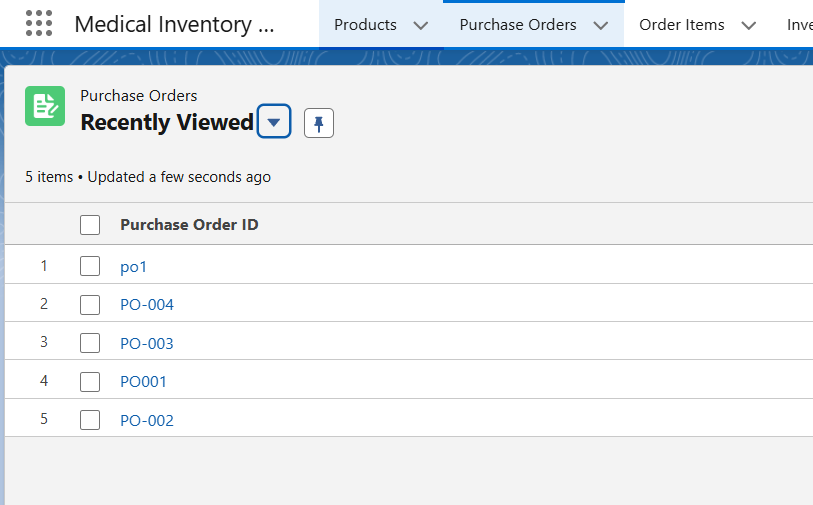 Medical Inventory ...
Products
Purchase Orders
Order Items
Inve
Purchase Orders
Recently Viewed
5 items • Updated a few seconds ago
Purchase Order ID
1 po1
2 PO-004
3 PO-003
4 PO001
5 PO-002